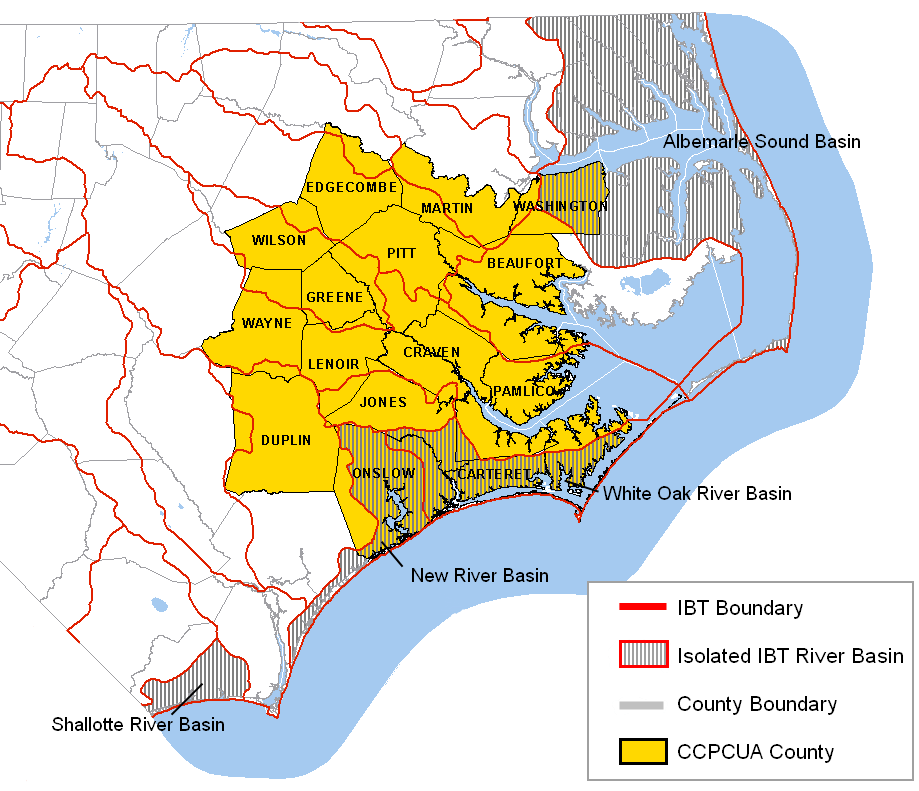 Albemarle Sound Basin
EDGECOMBE
MARTIN
WASHINGTON
WILSON
PITT
BEAUFORT
GREENE
WAYNE
CRAVEN
LENOIR
PAMLICO
JONES
DUPLIN
ONSLOW
CARTERET
White Oak River Basin
New River Basin
Shallotte River Basin
IBT Boundary
Isolated IBT River Basin
County Boundary
CCPCUA County